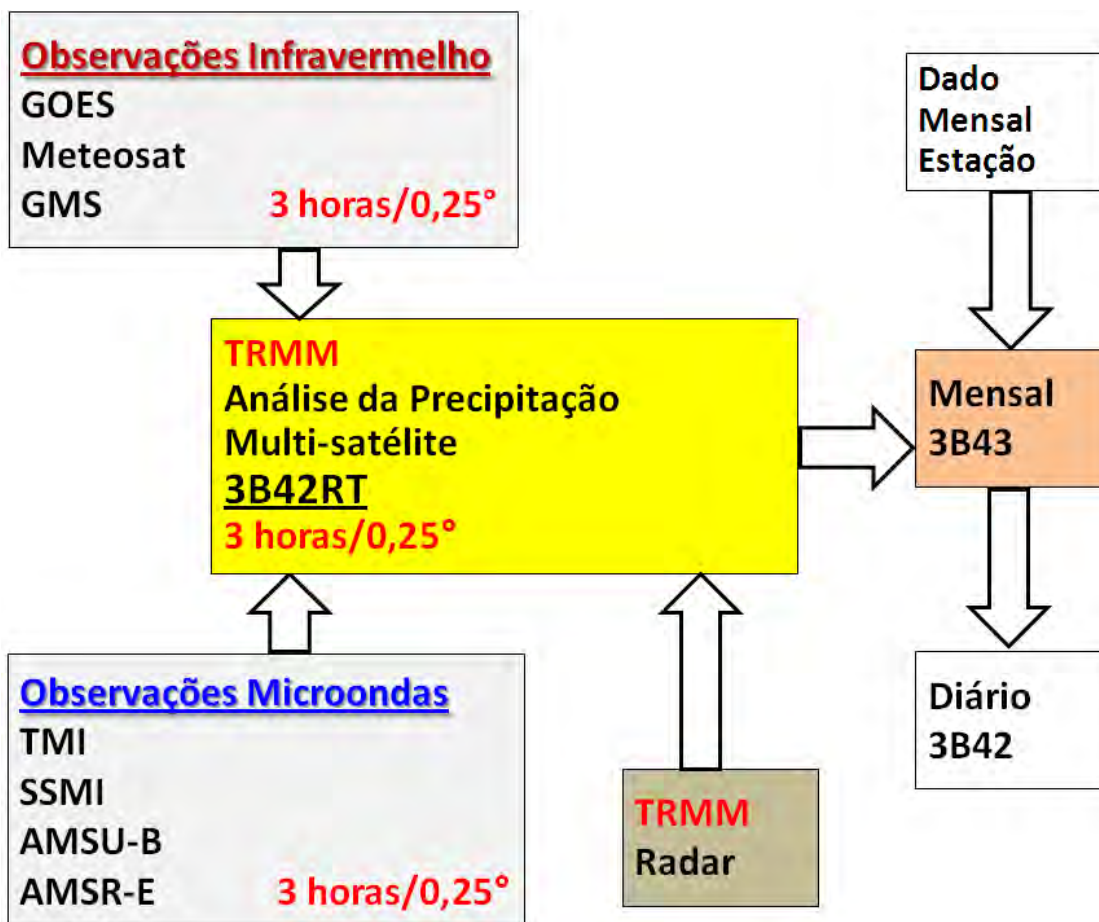 Observações Infravermelho
GOES
Meteosat
GMS 3 horas/0,25°
Dado
Mensal
Estação
TRMM
Análise da Precipitação
Multi-satélite
3B42RT
3 horas/0,25°
Mensal
3B43
Observações Microondas
TMI
SSMI
AMSU-B
AMSR-E 3 horas/0,25°
TRMM
Radar
Diário
3B42